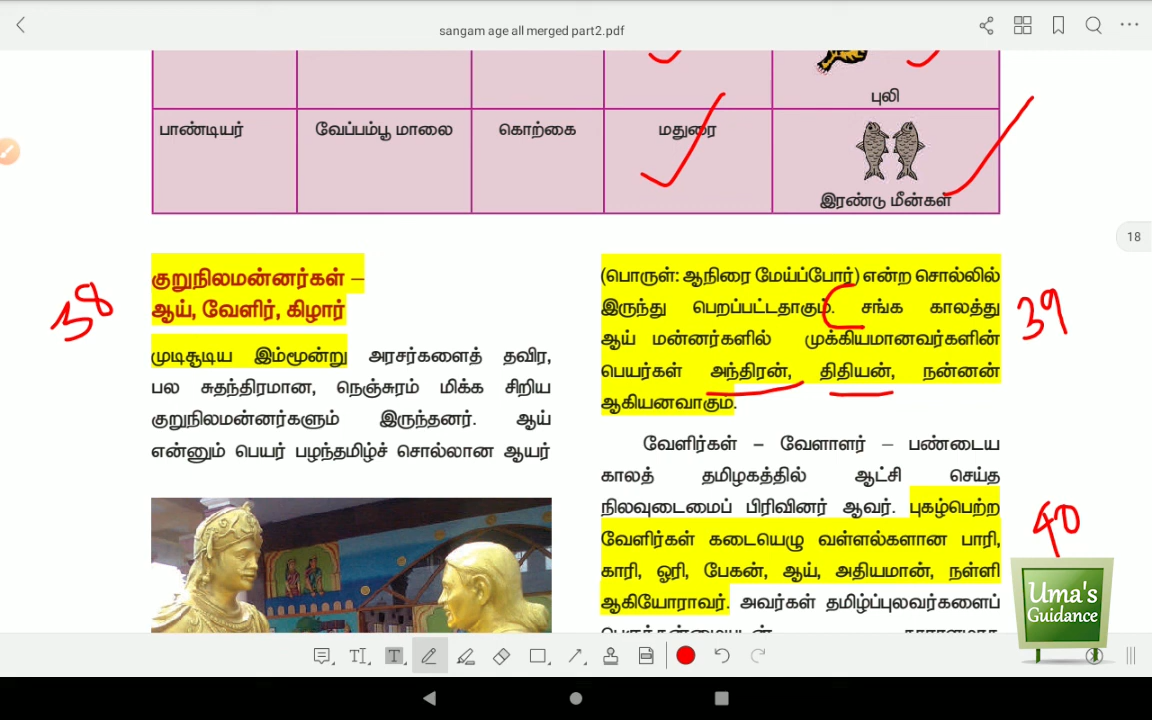 sangam age all merged part2.pdf
புலி
பாண்டியர் வேப்பம்பூ மாலை கொற்கை மதுரை
இரண்டு மீன்கள்
18
38
குறுநிலமன்னர்கள் –
ஆய், வேளிர், கிழார்
முடிசூடிய இம்மூன்று அரசர்களைத் தவிர,
பல சுதந்திரமான, நெஞ்சுரம் மிக்க சிறிய
குறுநிலமன்னர்களும் இருந்தனர். ஆய்
என்னும் பெயர் பழந்தமிழ்ச் சொல்லான ஆயர்
(பொருள்: ஆநிரை மேய்ப்போர்) என்ற சொல்லில்
இருந்து பெறப்பட்டதாகும். சங்க காலத்து
ஆய் மன்னர்களில் முக்கியமானவர்களின்
பெயர்கள் அந்திரன், திதியன், நன்னன்
ஆகியனவாகும்.
39
வேளிர்கள் – வேளாளர் – பண்டைய
காலத் தமிழகத்தில் ஆட்சி செய்த
நிலவுடைமைப் பிரிவினர் ஆவர். புகழ்பெற்ற
வேளிர்கள் கடையெழு வள்ளல்களான பாரி,
காரி, ஓரி, பேகன், ஆய், அதியமான், நள்ளி
ஆகியோராவர். அவர்கள் தமிழ்ப்புலவர்களைப்
40
Uma's
Guidance